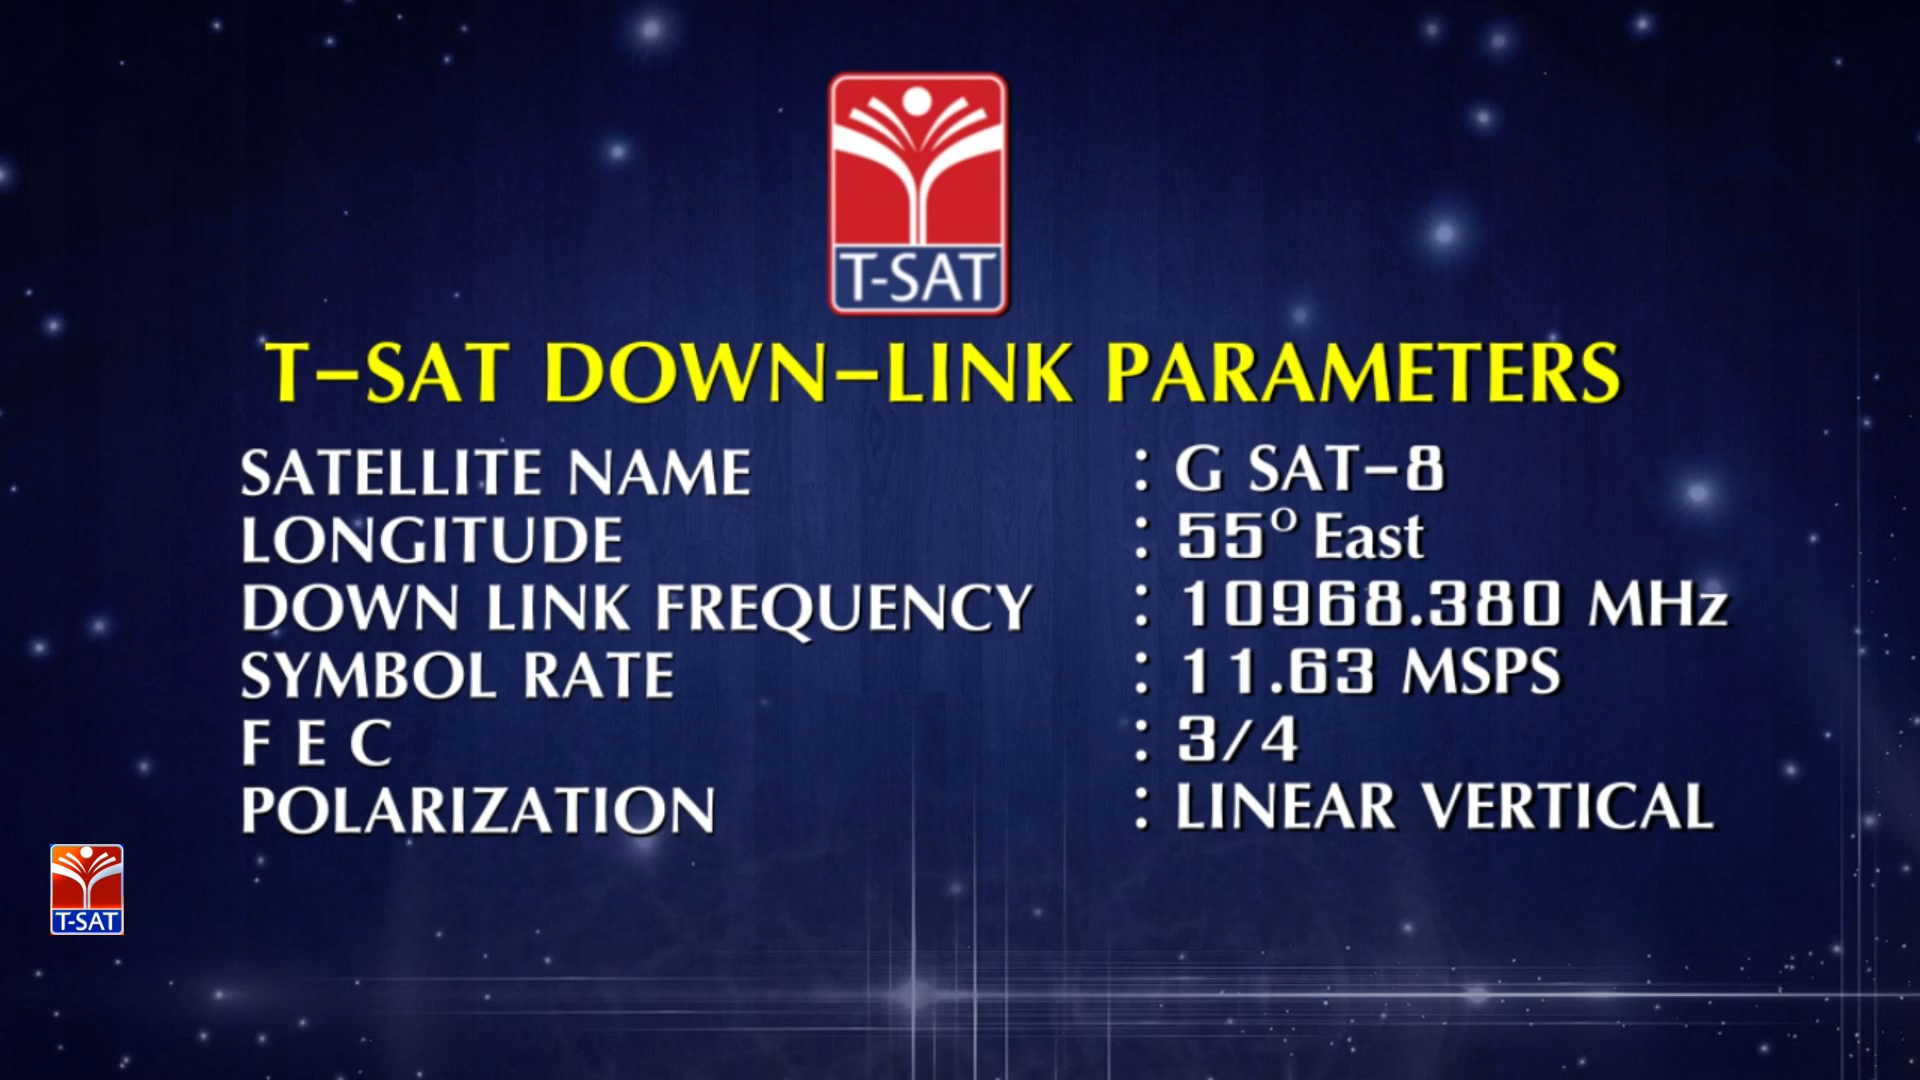 T-SAT
T-SAT DOWN-LINK PARAMETERS
SATELLITE NAME : G SAT-8
LONGITUDE : 55° East
DOWN LINK FREQUENCY : 10968.380 MHz
SYMBOL RATE : 11.63 MSPS
F E C : 3/4
POLARIZATION : LINEAR VERTICAL
T-SAT